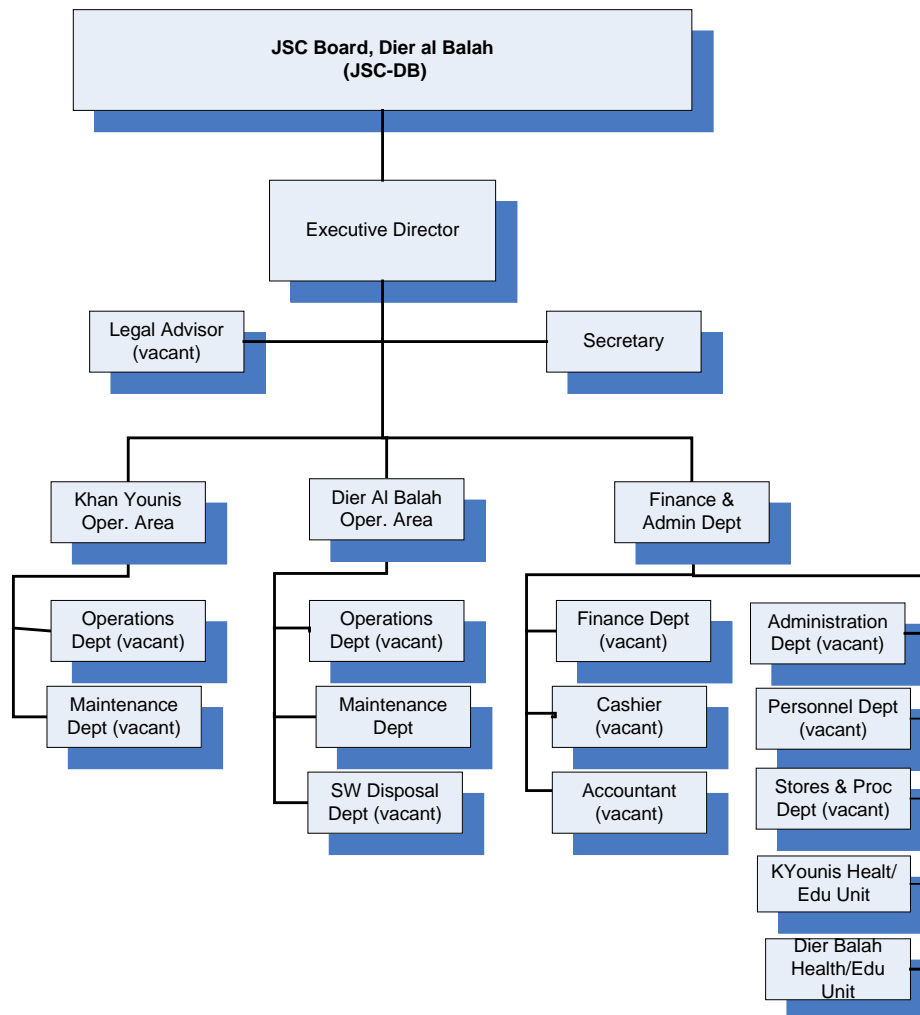 JSC Board, Dier al Balah
(JSC-DB)
Executive Director
Legal Advisor
(vacant)
Secretary
Khan Younis
Oper. Area
Dier Al Balah
Oper. Area
Finance &
Admin Dept
Operations
Dept (vacant)
Maintenance
Dept (vacant)
Operations
Dept (vacant)
Maintenance
Dept
SW Disposal
Dept (vacant)
Finance Dept
(vacant)
Cashier
(vacant)
Accountant
(vacant)
Administration
Dept (vacant)
Personnel Dept
(vacant)
Stores & Proc
Dept (vacant)
KYounis Healt/
Edu Unit
Dier Balah
Health/Edu
Unit